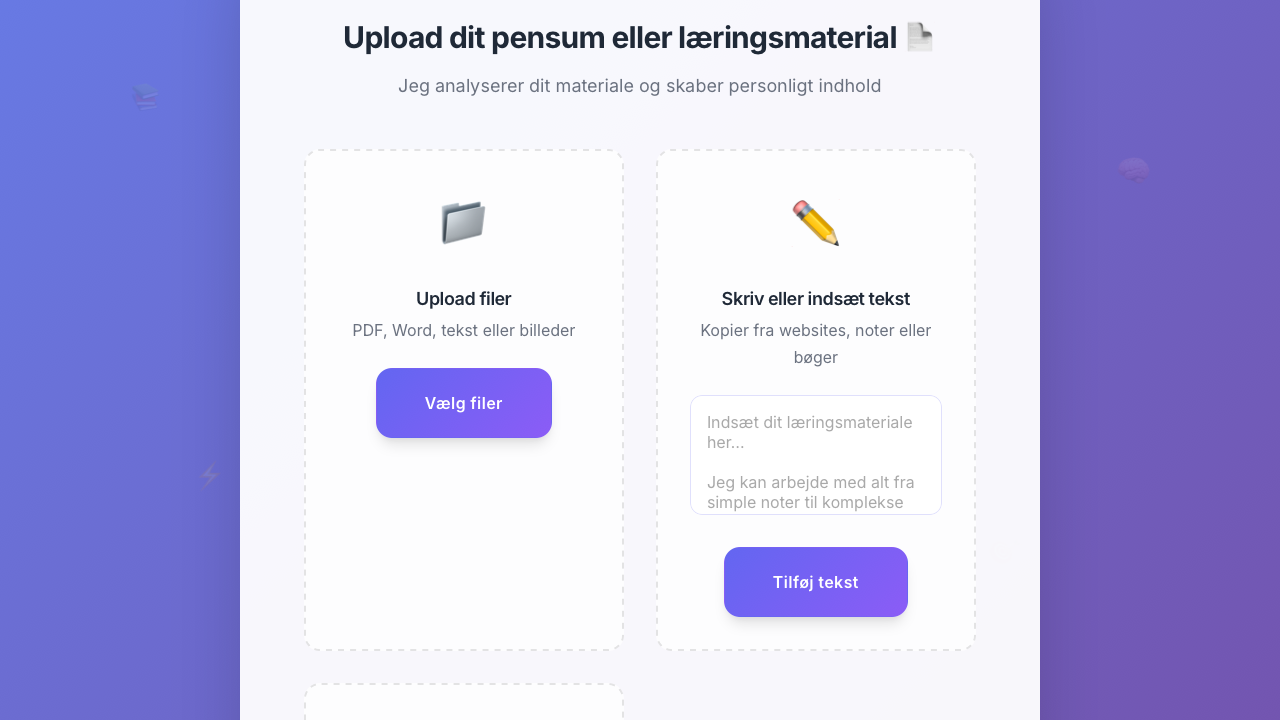 Upload dit pensum eller læringsmaterial
Jeg analyserer dit materiale og skaber personligt indhold
Upload filer
PDF, Word, tekst eller billeder
Vælg filer
Skriv eller indsæt tekst
Kopier fra websites, noter eller
bøger
Indsæt dit læringsmateriale
her...
Jeg kan arbejde med alt fra
simple noter til komplekse
Tilføj tekst